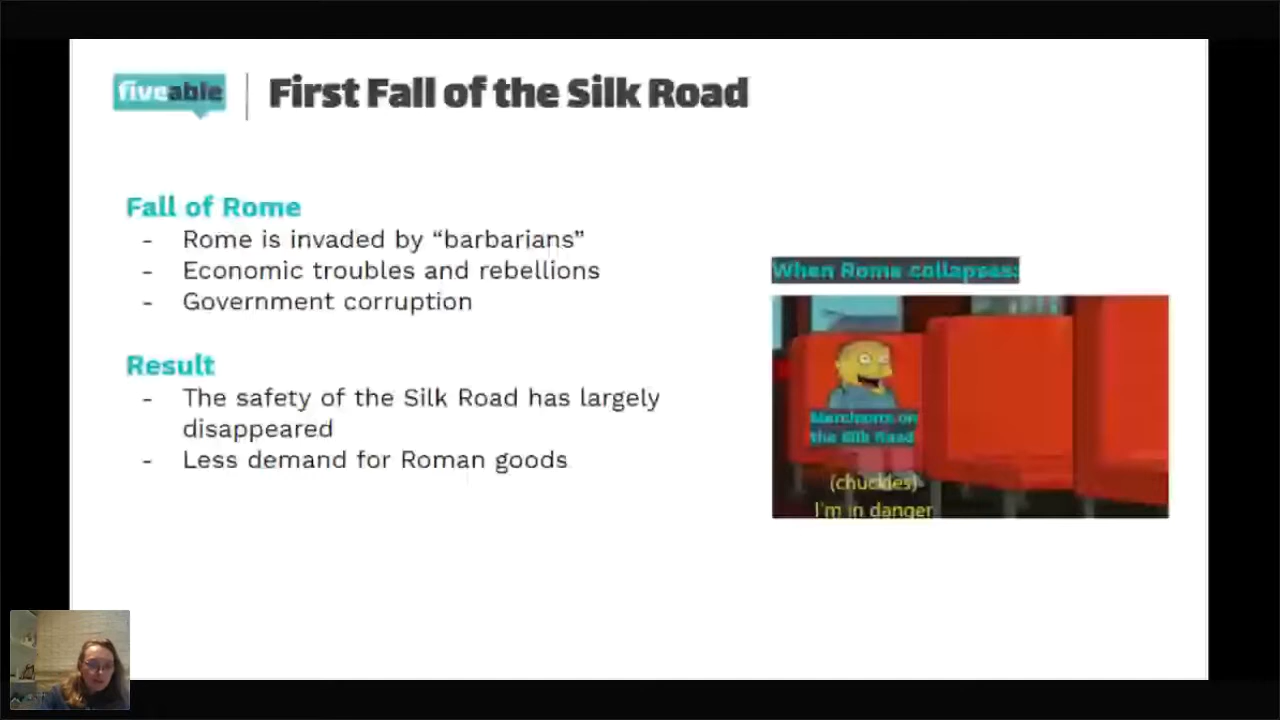 fiveable
First Fall of the Silk Road
Fall of Rome
- Rome is invaded by “barbarians”
- Economic troubles and rebellions
- Government corruption
Result
- The safety of the Silk Road has largely
disappeared
- Less demand for Roman goods
When Rome collapses:
Merchants on
the Silk Road
(chuckles)
I'm in danger